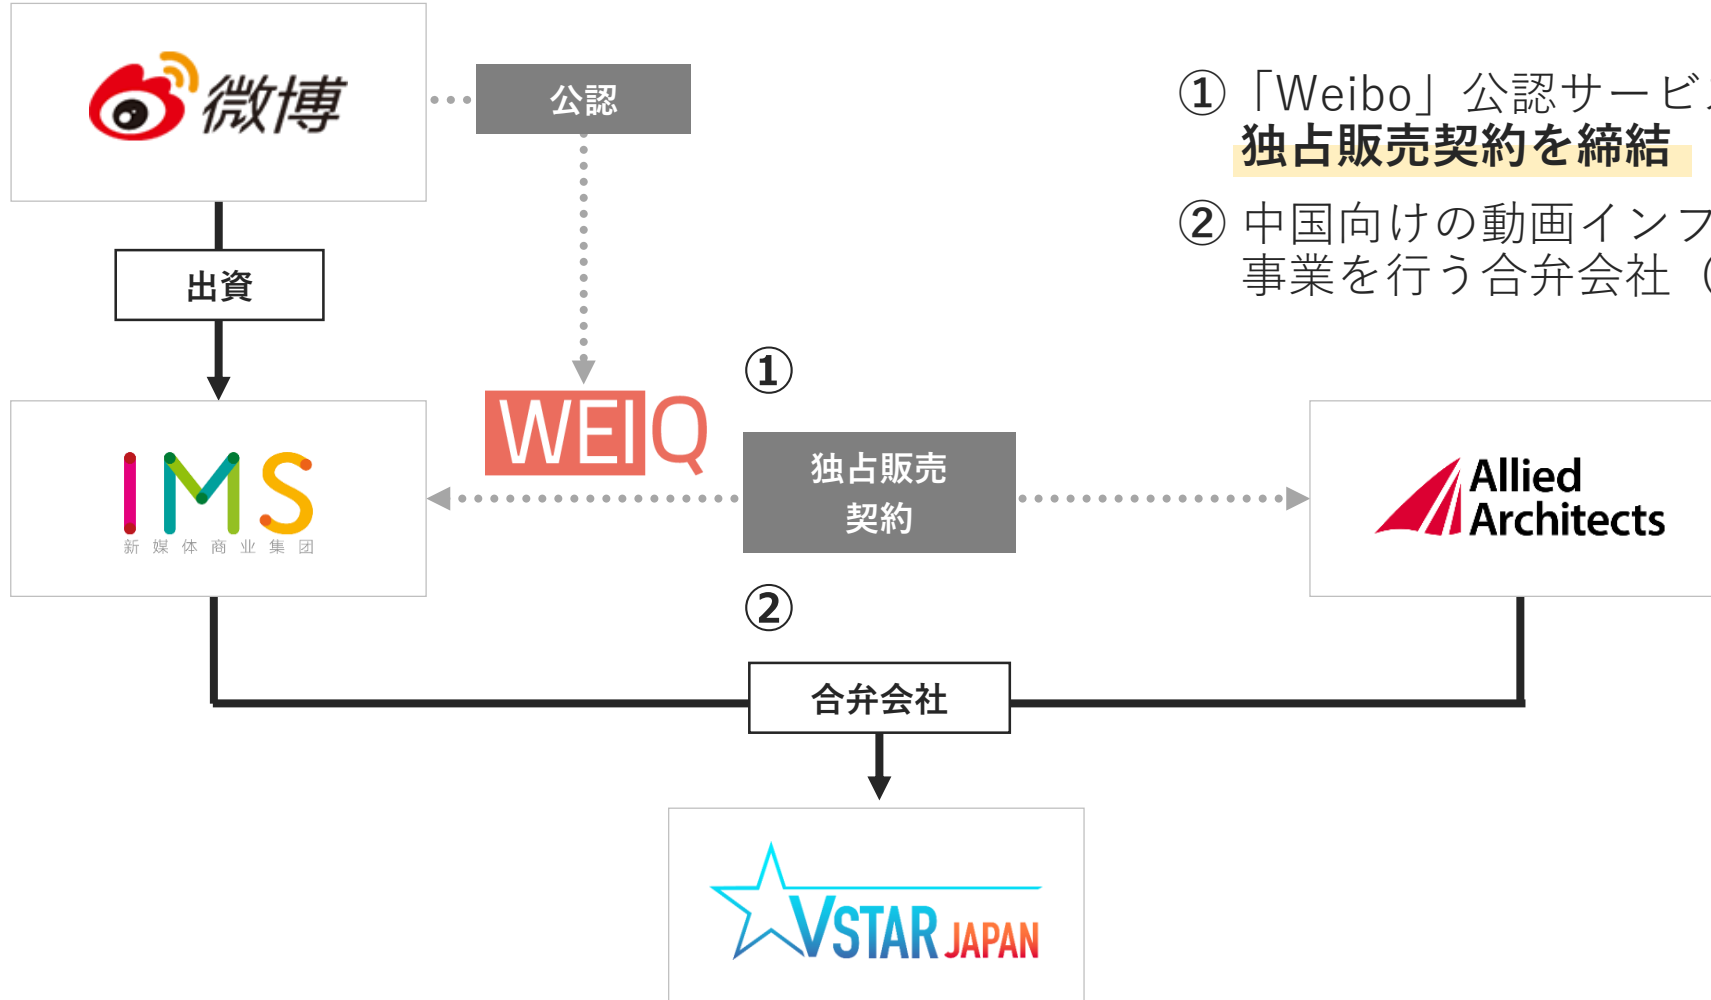 微博
公認
①「Weibo」公認サービ
独占販売契約を締結
② 中国向けの動画インフ
事業を行う合弁会社（
出資
①
WEIQ
IMS
新媒体商业集团
独占販売
契約
Allied
Architects
②
合弁会社
VSTAR JAPAN